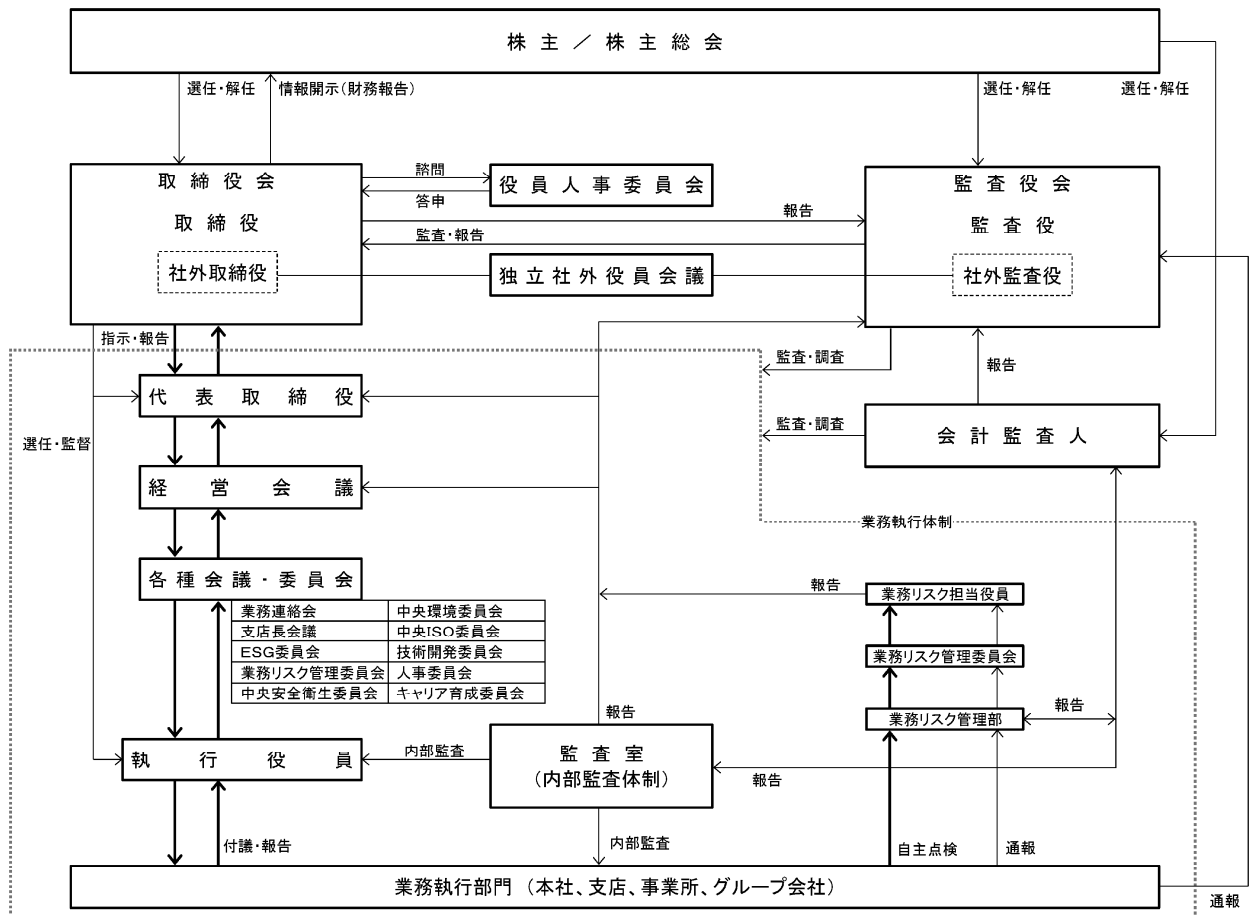 株主／株主総会
選任・解任
情報開示（財務報告）
選任・解任
選任・解任
取締役会
取締役
社外取締役
諮問
答申
役員人事委員会
報告
監査・報告
独立社外役員会議
監査役会
監査役
社外監査役
指示・報告
監査・調査
報告
代表取締役
監査・調査
会計監査人
選任・監督
経営会議
業務執行体制
各種会議・委員会
業務連絡会
中央環境委員会
支店長会議
中央ISO委員会
ESG委員会
技術開発委員会
業務リスク管理委員会
人事委員会
中央安全衛生委員会
キャリア育成委員会
報告
業務リスク担当役員
業務リスク管理委員会
報告
業務リスク管理部
報告
執行役員
内部監査
監査室
（内部監査体制）
報告
付議・報告
内部監査
自主点検
通報
業務執行部門（本社、支店、事業所、グループ会社）
通報